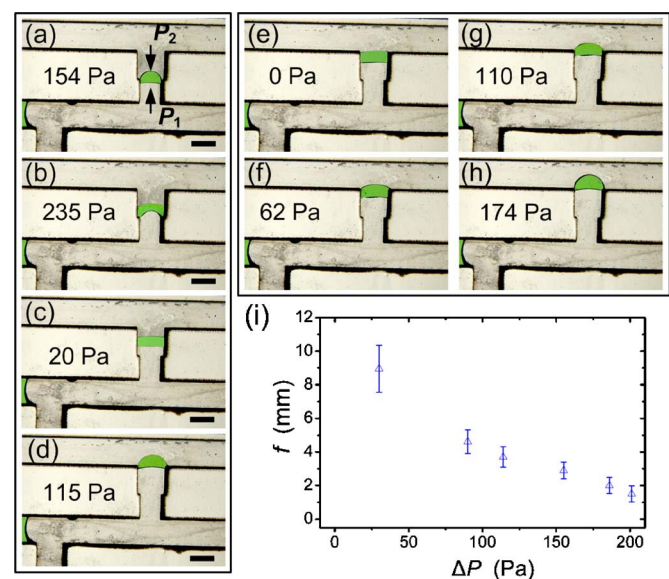 (a)
P2
154 Pa
P1
(b)
235 Pa
(c)
20 Pa
(d)
115 Pa
(e)
0 Pa
(f)
62 Pa
(g)
110 Pa
(h)
174 Pa
(i)
12
10
8
6
4
2
0
f (mm)
0 50 100 150 200
ΔP (Pa)